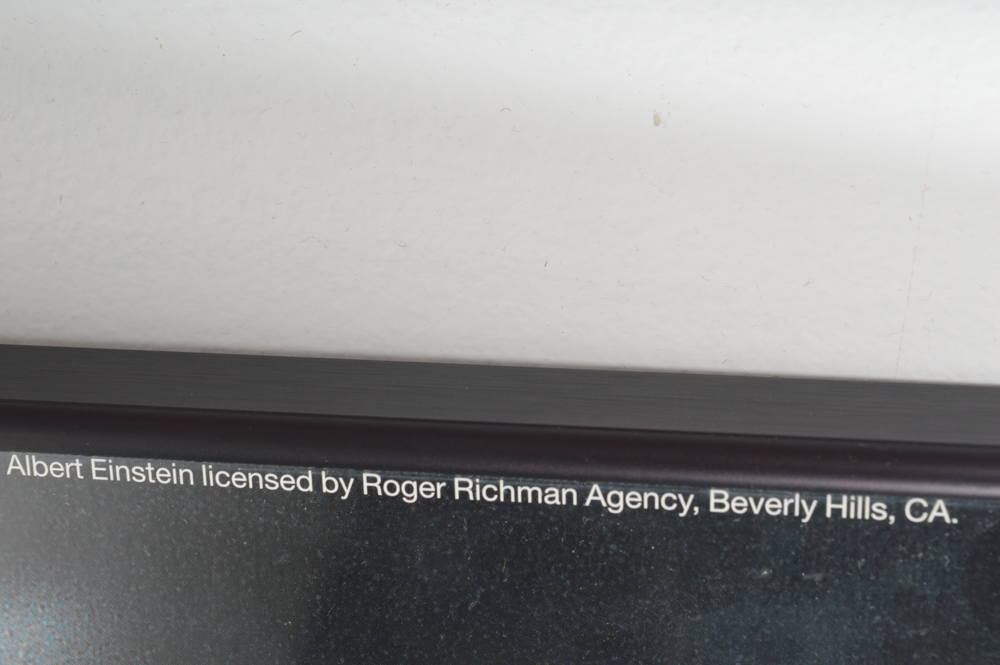 Albert Einstein licensed by Roger Richman Agency, Beverly Hills, CA.